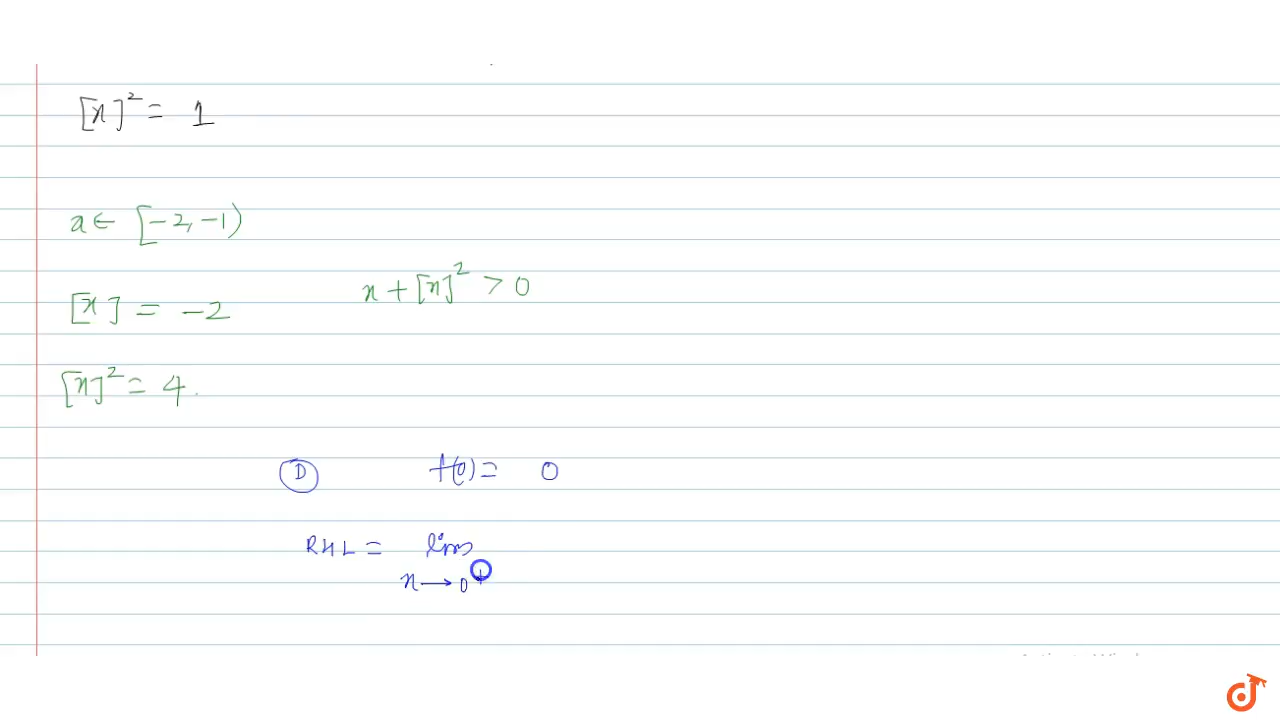 [x]² = 1
a ∈ [-2, -1)
x + [x]² > 0
[x] = -2
[x]² = 4.
D f(0) = 0
RHL = lim
x → 0⁺